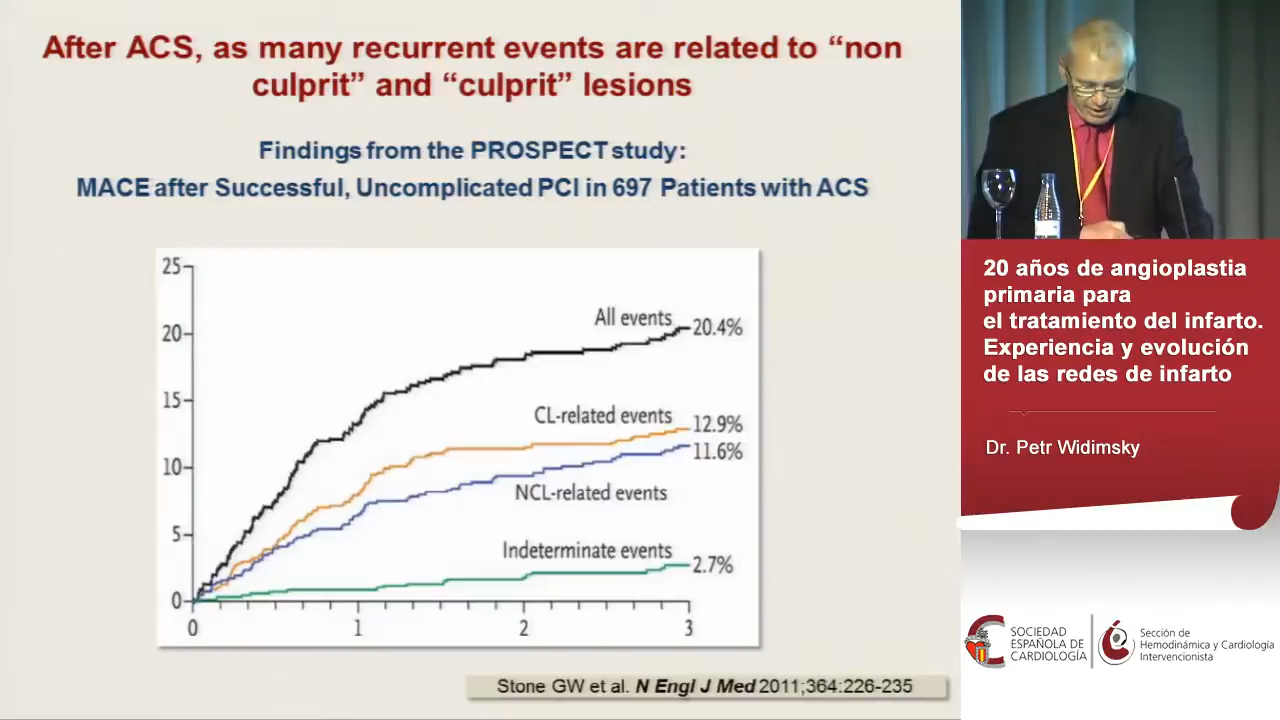 After ACS, as many recurrent events are related to “non
culprit” and “culprit” lesions
Findings from the PROSPECT study:
MACE after Successful, Uncomplicated PCI in 697 Patients with ACS
25
20
15
10
5
0
0
1
2
3
All events
20.4%
CL-related events
12.9%
11.6%
NCL-related events
Indeterminate events
2.7%
Stone GW et al. N Engl J Med 2011;364:226-235
20 años de angioplastia
primaria para
el tratamiento del infarto.
Experiencia y evolución
de las redes de infarto
Dr. Petr Widimsky
SOCIEDAD
ESPAÑOLA DE
CARDIOLOGÍA
Sección de
Hemodinámica y Cardiología
Intervencionista